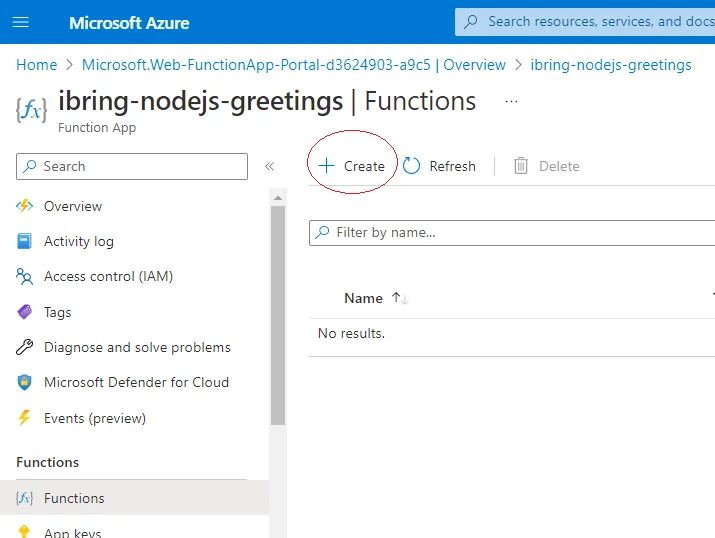 Microsoft Azure
Search resources, services, and docs
Home > Microsoft.Web-FunctionApp-Portal-d3624903-a9c5 | Overview > ibring-nodejs-greetings
{fx} ibring-nodejs-greetings | Functions ...
Function App
Search «
+ Create Refresh Delete
Overview
Activity log
Filter by name...
Access control (IAM)
Tags
Name ↑↓
Diagnose and solve problems
No results.
Microsoft Defender for Cloud
Events (preview)
Functions
{fx} Functions
App keys